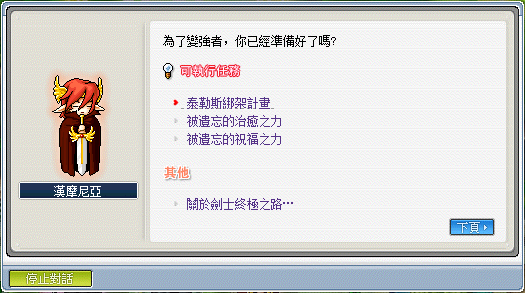 為了變強者，你已經準備好了嗎?
可執行任務
泰勒斯綁架計畫
被遺忘的治癒之力
被遺忘的祝福之力
其他
關於劍士終極之路…
漢摩尼亞
下頁
停止對話